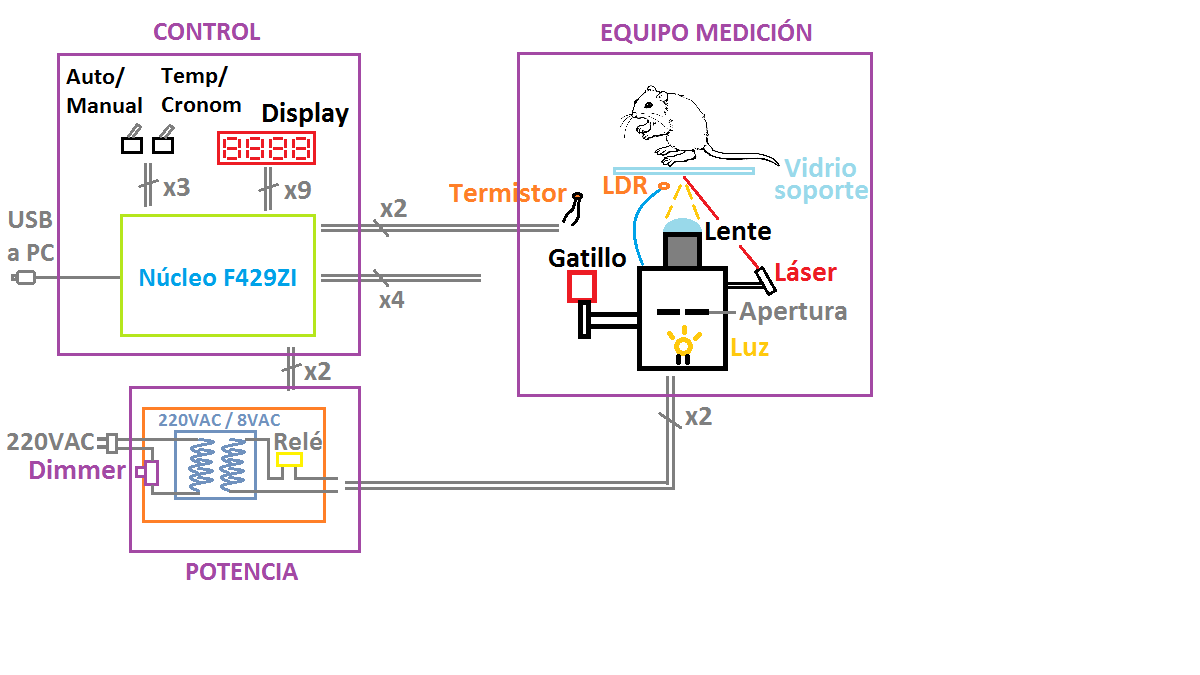 CONTROL
EQUIPO MEDICIÓN
Auto/
Manual
Temp/
Cronom
Display
x3
x9
USB
a PC
Núcleo F429ZI
x2
x4
x2
Termistor
LDR
Vidrio
soporte
Gatillo
Lente
Láser
Apertura
Luz
x2
220VAC / 8VAC
220VAC
Relé
Dimmer
POTENCIA